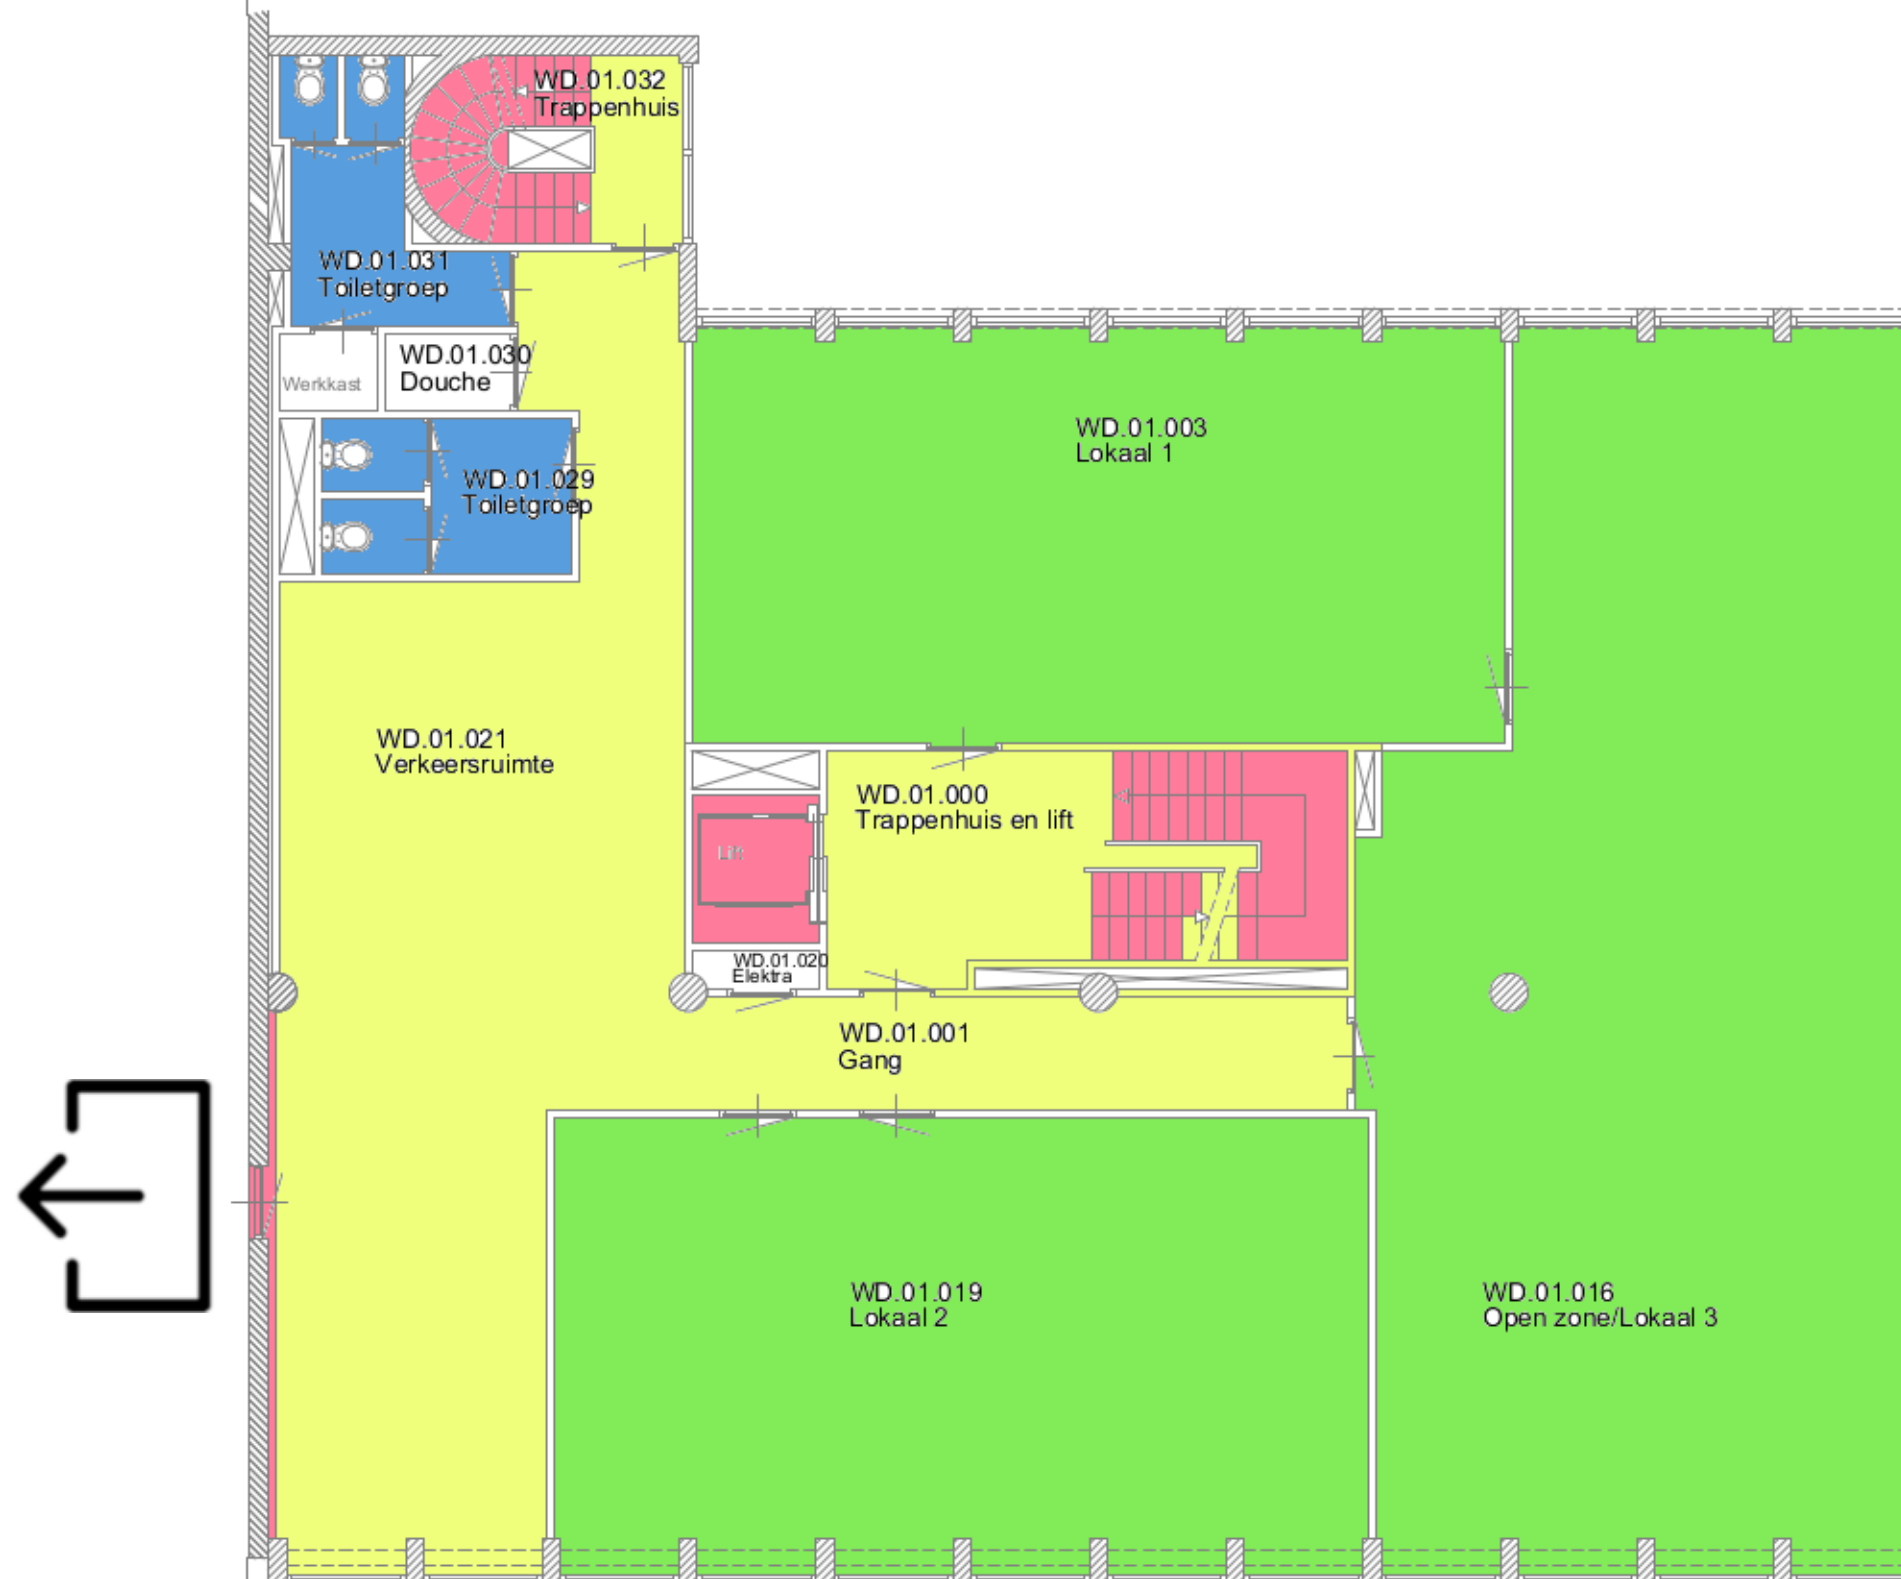 WD.01.032
Trappenhuis
WD.01.031
Toiletgroep
WD.01.030
Douche
Werkkast
WD.01.029
Toiletgroep
WD.01.003
Lokaal 1
WD.01.021
Verkeersruimte
WD.01.000
Trappenhuis en lift
Lift
WD.01.020
Elektra
WD.01.001
Gang
WD.01.019
Lokaal 2
WD.01.016
Open zone/Lokaal 3